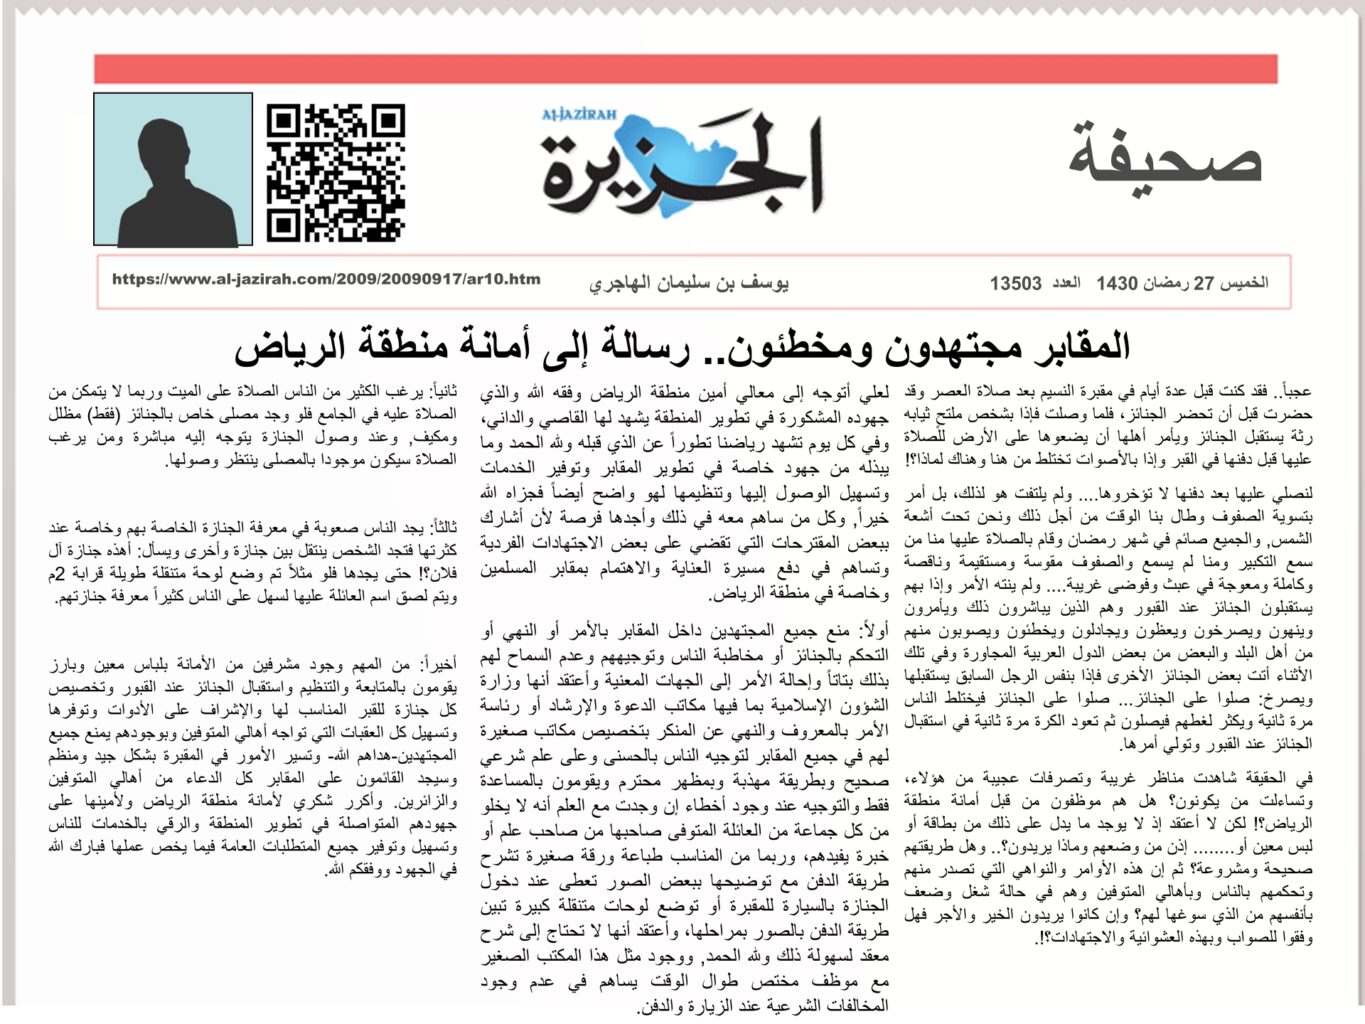 صحيفة
AL-JAZIRAH
الجزيرة
الخميس 27 رمضان 1430 العدد 13503
يوسف بن سليمان الهاجري
https://www.al-jazirah.com/2009/20090917/ar10.htm
المقابر مجتهدون ومخطئون.. رسالة إلى أمانة منطقة الرياض
عجباً.. فقد كنت قبل عدة أيام في مقبرة النسيم بعد صلاة العصر وقد
حضرت قبل أن تحضر الجنائز، فلما وصلت فإذا بشخص ملتح ثيابه
رثة يستقبل الجنائز ويأمر أهلها أن يضعوها على الأرض للصلاة
عليها قبل دفنها في القبر وإذا بالأصوات تختلط من هنا وهناك لماذا؟!
لنصلي عليها بعد دفنها لا تؤخروها.... ولم يلتفت هو لذلك، بل أمر
بتسوية الصفوف وطال بنا الوقت من أجل ذلك ونحن تحت أشعة
الشمس, والجميع صائم في شهر رمضان وقام بالصلاة عليها منا من
سمع التكبير ومنا لم يسمع والصفوف مقوسة ومستقيمة وناقصة
وكاملة ومعوجة في عبث وفوضى غريبة.... ولم ينته الأمر وإذا بهم
يستقبلون الجنائز عند القبور وهم الذين يباشرون ذلك ويأمرون
وينهون ويصرخون ويعظون ويجادلون ويخطئون ويصوبون منهم
من أهل البلد والبعض من بعض الدول العربية المجاورة وفي تلك
الأثناء أتت بعض الجنائز الأخرى فإذا بنفس الرجل السابق يستقبلها
ويصرخ: صلوا على الجنائز... صلوا على الجنائز فيختلط الناس
مرة ثانية ويكثر لغطهم فيصلون ثم تعود الكرة مرة ثانية في استقبال
الجنائز عند القبور وتولي أمرها.
في الحقيقة شاهدت مناظر غريبة وتصرفات عجيبة من هؤلاء،
وتساءلت من يكونون؟ هل هم موظفون من قبل أمانة منطقة
الرياض؟! لكن لا أعتقد إذ لا يوجد ما يدل على ذلك من بطاقة أو
لبس معين أو........ إذن من وضعهم وماذا يريدون؟.. وهل طريقتهم
صحيحة ومشروعة؟ ثم إن هذه الأوامر والنواهي التي تصدر منهم
وتحكمهم بالناس وبأهالي المتوفين وهم في حالة شغل وضعف
بأنفسهم من الذي سوغها لهم؟ وإن كانوا يريدون الخير والأجر فهل
وفقوا للصواب وبهذه العشوائية والاجتهادات؟!.
لعلي أتوجه إلى معالي أمين منطقة الرياض وفقه الله والذي
جهوده المشكورة في تطوير المنطقة يشهد لها القاصي والداني،
وفي كل يوم تشهد رياضنا تطوراً عن الذي قبله ولله الحمد وما
يبذله من جهود خاصة في تطوير المقابر وتوفير الخدمات
وتسهيل الوصول إليها وتنظيمها لهو واضح أيضاً فجزاه الله
خيراً, وكل من ساهم معه في ذلك وأجدها فرصة لأن أشارك
ببعض المقترحات التي تقضي على بعض الاجتهادات الفردية
وتساهم في دفع مسيرة العناية والاهتمام بمقابر المسلمين
وخاصة في منطقة الرياض.
أولاً: منع جميع المجتهدين داخل المقابر بالأمر أو النهي أو
التحكم بالجنائز أو مخاطبة الناس وتوجيههم وعدم السماح لهم
بذلك بتاتاً وإحالة الأمر إلى الجهات المعنية وأعتقد أنها وزارة
الشؤون الإسلامية بما فيها مكاتب الدعوة والإرشاد أو رئاسة
الأمر بالمعروف والنهي عن المنكر بتخصيص مكاتب صغيرة
لهم في جميع المقابر لتوجيه الناس بالحسنى وعلى علم شرعي
صحيح وبطريقة مهذبة وبمظهر محترم ويقومون بالمساعدة
فقط والتوجيه عند وجود أخطاء إن وجدت مع العلم أنه لا يخلو
من كل جماعة من العائلة المتوفى صاحبها من صاحب علم أو
خبرة يفيدهم، وربما من المناسب طباعة ورقة صغيرة تشرح
طريقة الدفن مع توضيحها ببعض الصور تعطى عند دخول
الجنازة بالسيارة للمقبرة أو توضع لوحات متنقلة كبيرة تبين
طريقة الدفن بالصور بمراحلها، وأعتقد أنها لا تحتاج إلى شرح
معقد لسهولة ذلك ولله الحمد, ووجود مثل هذا المكتب الصغير
مع موظف مختص طوال الوقت يساهم في عدم وجود
المخالفات الشرعية عند الزيارة والدفن.
ثانياً: يرغب الكثير من الناس الصلاة على الميت وربما لا يتمكن من
الصلاة عليه في الجامع فلو وجد مصلى خاص بالجنائز (فقط) مظلل
ومكيف, وعند وصول الجنازة يتوجه إليه مباشرة ومن يرغب
الصلاة سيكون موجودا بالمصلى ينتظر وصولها.
ثالثاً: يجد الناس صعوبة في معرفة الجنازة الخاصة بهم وخاصة عند
كثرتها فتجد الشخص ينتقل بين جنازة وأخرى ويسأل: أهذه جنازة آل
فلان؟! حتى يجدها فلو مثلاً تم وضع لوحة متنقلة طويلة قرابة 2م
ويتم لصق اسم العائلة عليها لسهل على الناس كثيراً معرفة جنازتهم.
أخيراً: من المهم وجود مشرفين من الأمانة بلباس معين وبارز
يقومون بالمتابعة والتنظيم واستقبال الجنائز عند القبور وتخصيص
كل جنازة للقبر المناسب لها والإشراف على الأدوات وتوفرها
وتسهيل كل العقبات التي تواجه أهالي المتوفين وبوجودهم يمنع جميع
المجتهدين-هداهم الله- وتسير الأمور في المقبرة بشكل جيد ومنظم
وسيجد القائمون على المقابر كل الدعاء من أهالي المتوفين
والزائرين. وأكرر شكري لأمانة منطقة الرياض ولأمينها على
جهودهم المتواصلة في تطوير المنطقة والرقي بالخدمات للناس
وتسهيل وتوفير جميع المتطلبات العامة فيما يخص عملها فبارك الله
في الجهود ووفقكم الله.